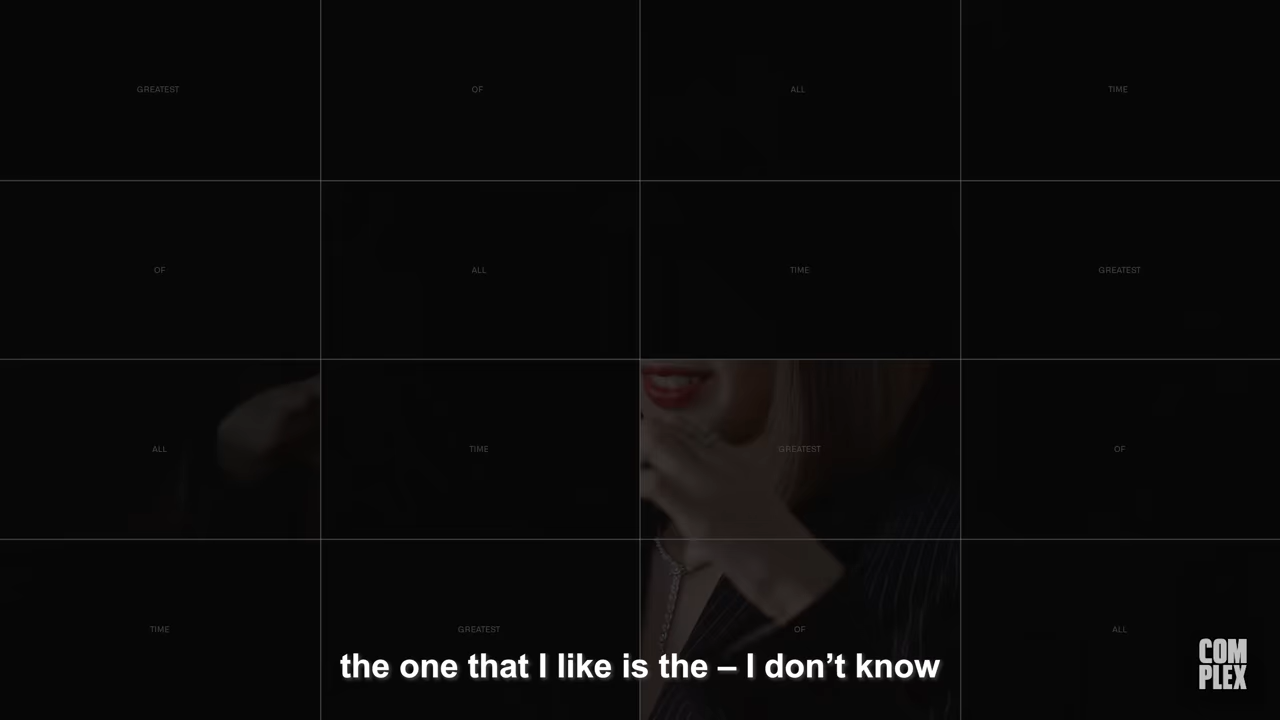 GREATEST OF ALL TIME
OF ALL TIME GREATEST
ALL TIME GREATEST OF
TIME GREATEST OF ALL
the one that I like is the – I don’t know
COM
PLEX